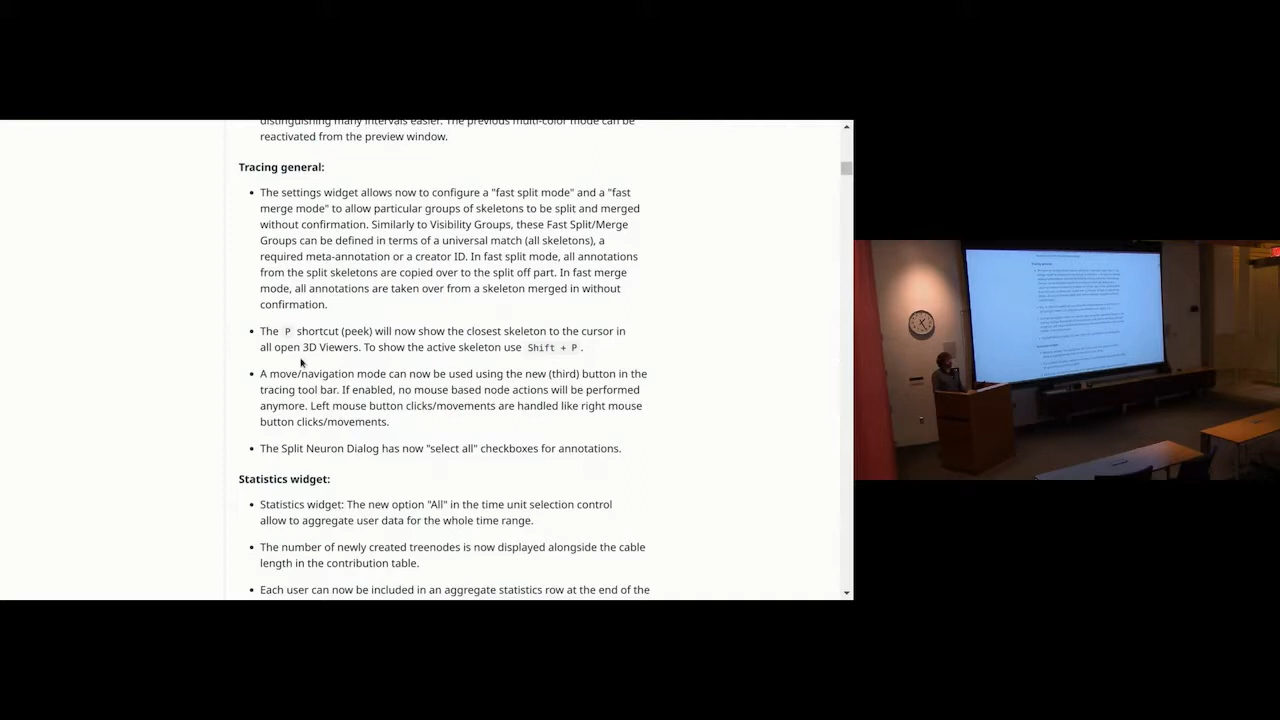 distinguishing many intervals easier. The previous multi-color mode can be
reactivated from the preview window.
Tracing general:
• The settings widget allows now to configure a "fast split mode" and a "fast
merge mode" to allow particular groups of skeletons to be split and merged
without confirmation. Similarly to Visibility Groups, these Fast Split/Merge
Groups can be defined in terms of a universal match (all skeletons), a
required meta-annotation or a creator ID. In fast split mode, all annotations
from the split skeletons are copied over to the split off part. In fast merge
mode, all annotations are taken over from a skeleton merged in without
confirmation.
• The P shortcut (peek) will now show the closest skeleton to the cursor in
all open 3D Viewers. To show the active skeleton use Shift + P.
• A move/navigation mode can now be used using the new (third) button in the
tracing tool bar. If enabled, no mouse based node actions will be performed
anymore. Left mouse button clicks/movements are handled like right mouse
button clicks/movements.
• The Split Neuron Dialog has now "select all" checkboxes for annotations.
Statistics widget:
• Statistics widget: The new option "All" in the time unit selection control
allow to aggregate user data for the whole time range.
• The number of newly created treenodes is now displayed alongside the cable
length in the contribution table.
• Each user can now be included in an aggregate statistics row at the end of the